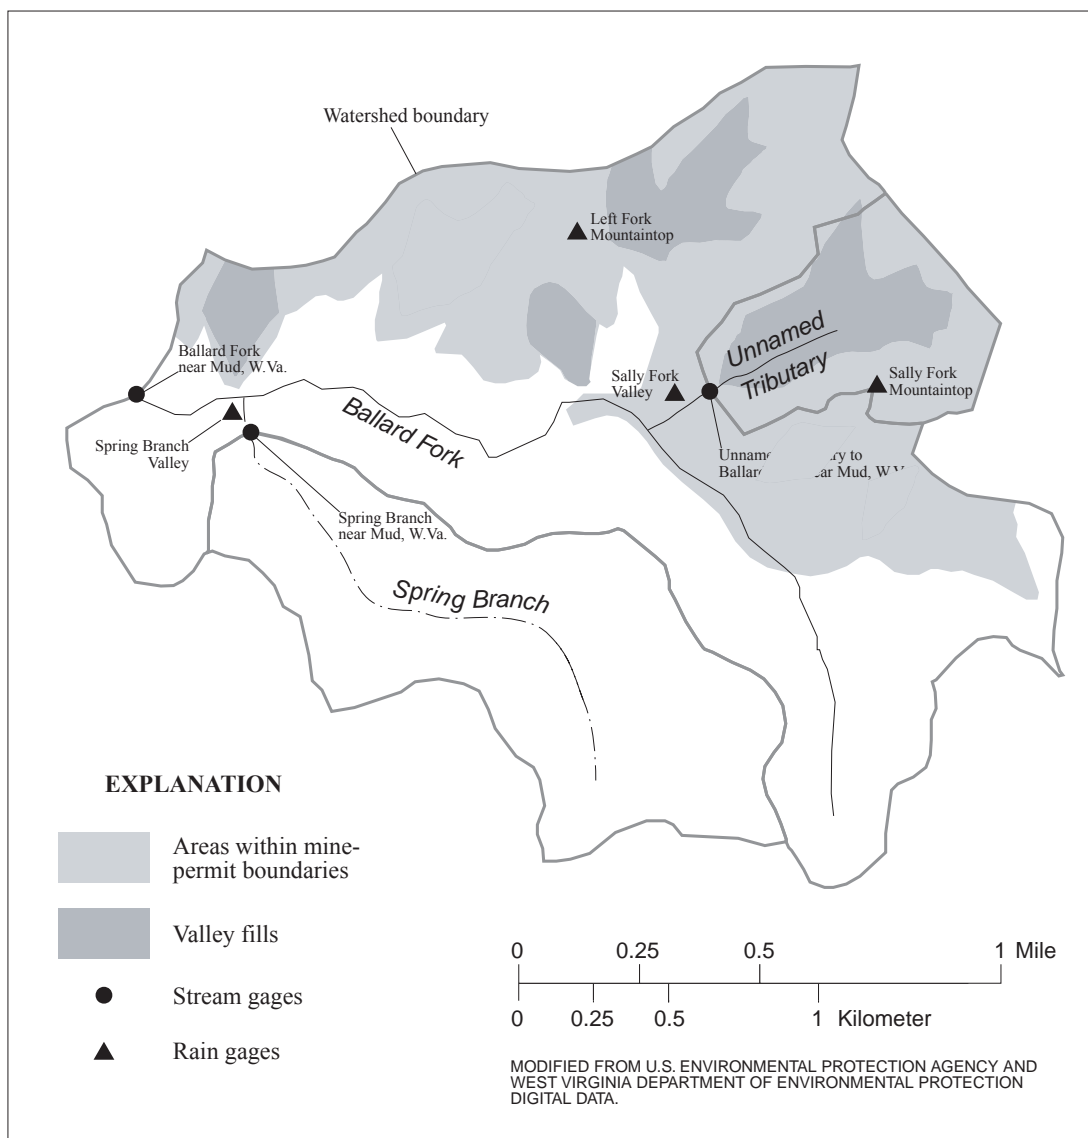 Watershed boundary
Left Fork
Mountaintop
Unnamed
Tributary
Ballard Fork
near Mud, W.Va.
Sally Fork
Valley
Sally Fork
Mountaintop
Ballard Fork
Spring Branch
Valley
to
Mud,
Spring Branch
near Mud, W.Va.
Spring Branch
EXPLANATION
Areas within mine-
permit boundaries
Valley fills
Stream gages
Rain gages
0 0.25 0.5 1 Mile
0 0.25 0.5 1 Kilometer
MODIFIED FROM U.S. ENVIRONMENTAL PROTECTION AGENCY AND
WEST VIRGINIA DEPARTMENT OF ENVIRONMENTAL PROTECTION
DIGITAL DATA.